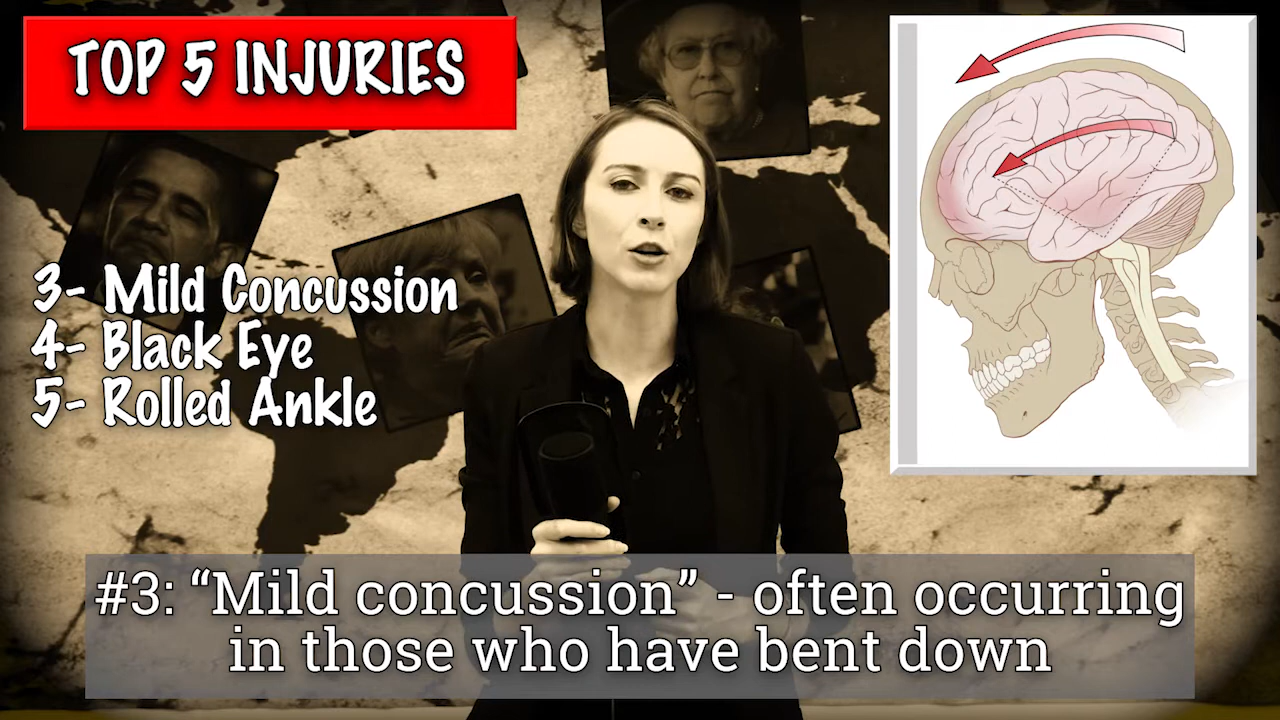 TOP 5 INJURIES
3- Mild Concussion
4- Black Eye
5- Rolled Ankle
#3: “Mild concussion” - often occurring
in those who have bent down